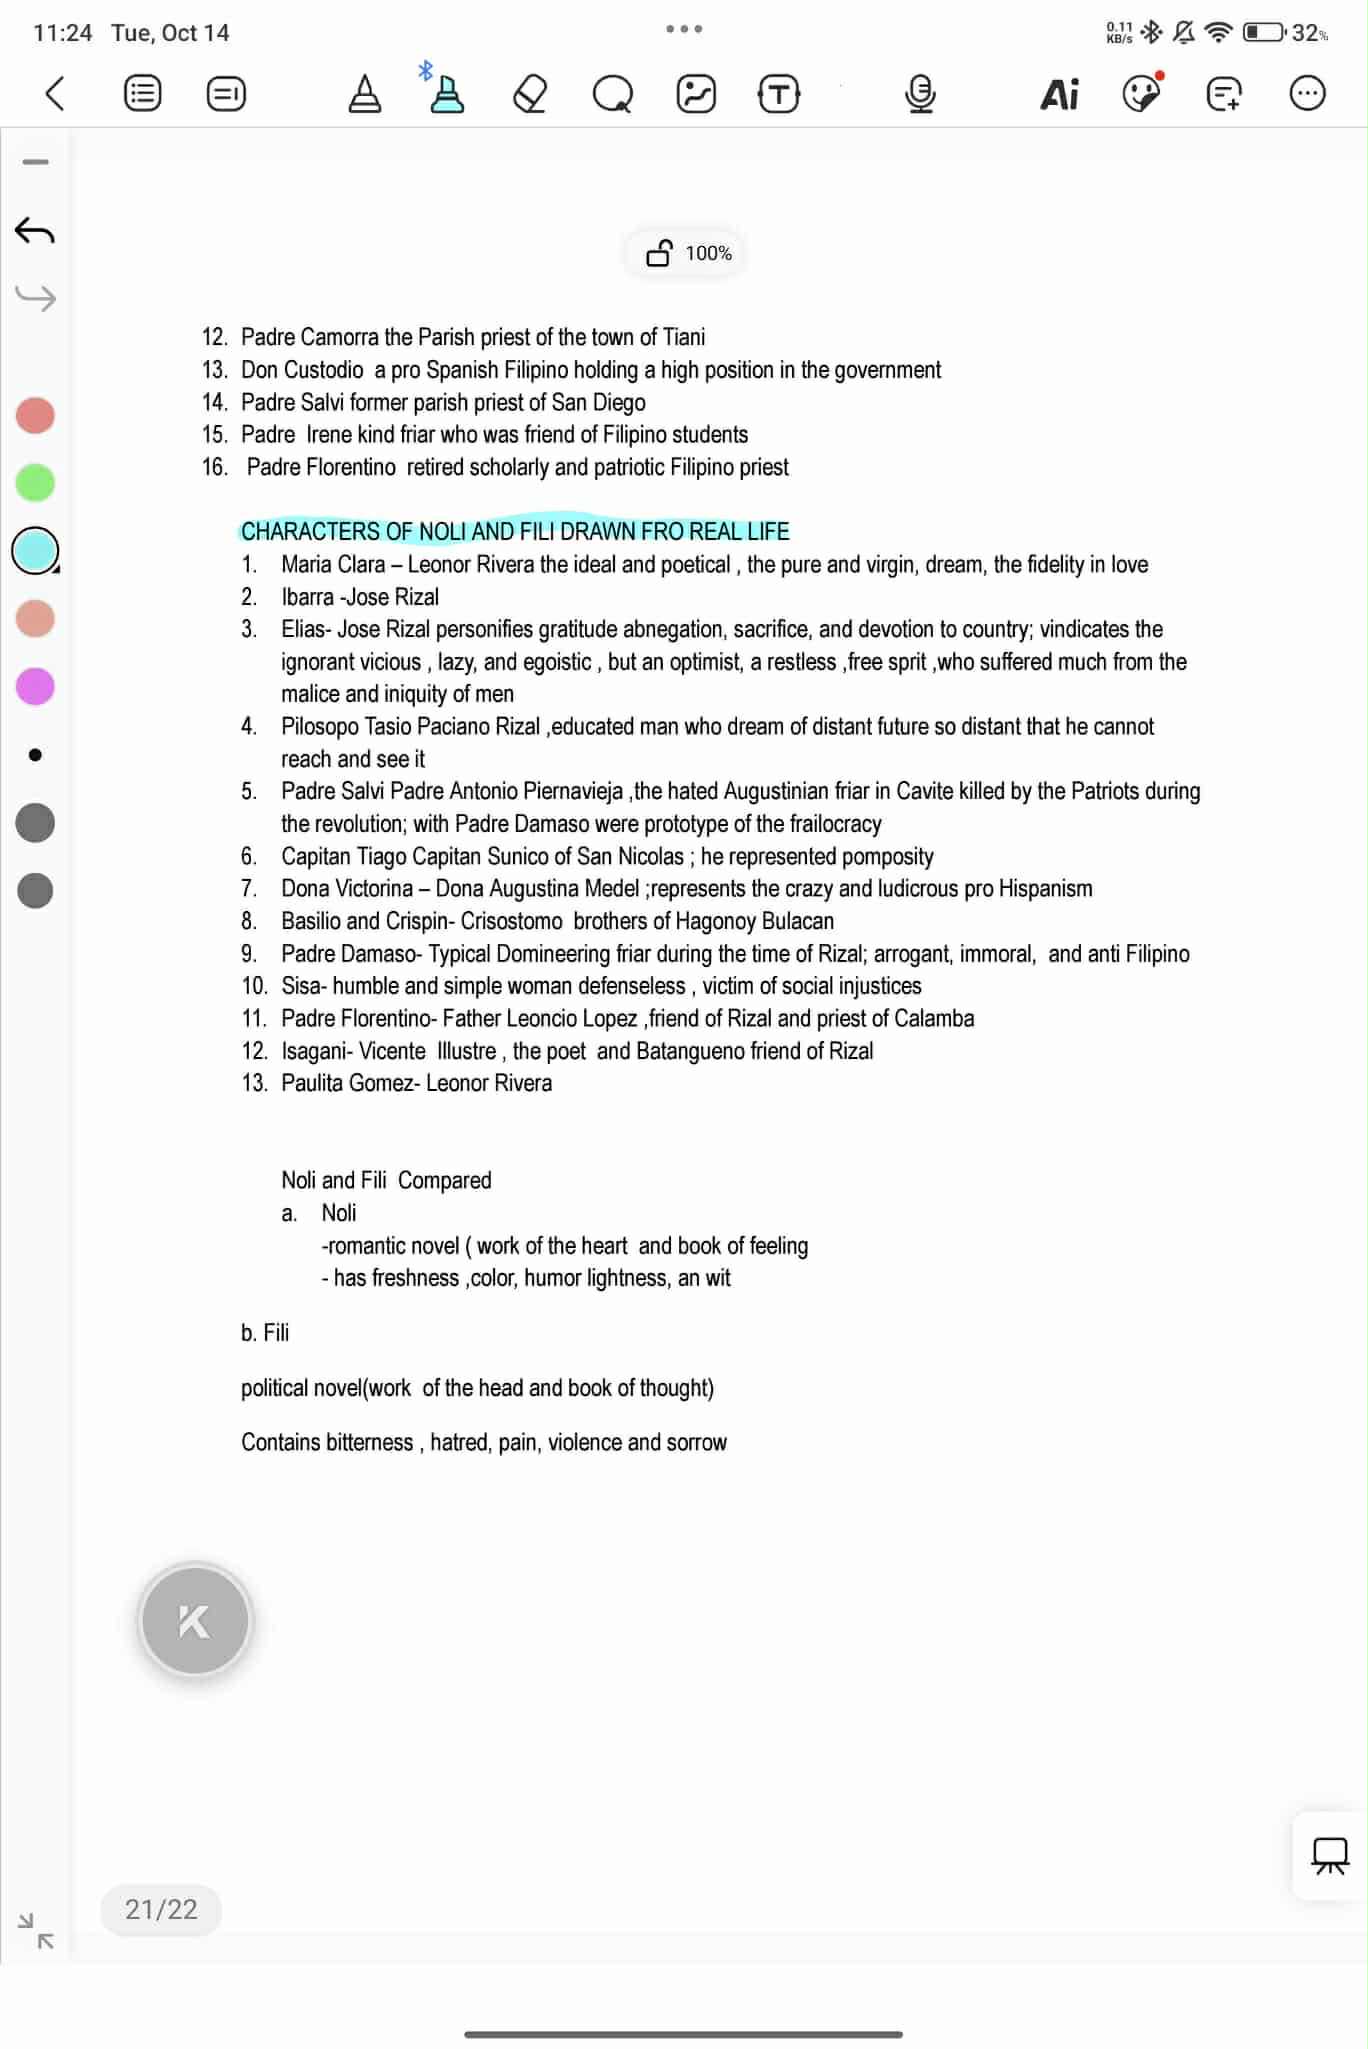 11:24 Tue, Oct 14
0.11 KB/s 32%
T Ai
100%
12. Padre Camorra the Parish priest of the town of Tiani
13. Don Custodio a pro Spanish Filipino holding a high position in the government
14. Padre Salvi former parish priest of San Diego
15. Padre Irene kind friar who was friend of Filipino students
16. Padre Florentino retired scholarly and patriotic Filipino priest
CHARACTERS OF NOLI AND FILI DRAWN FRO REAL LIFE
1. Maria Clara – Leonor Rivera the ideal and poetical , the pure and virgin, dream, the fidelity in love
2. Ibarra -Jose Rizal
3. Elias- Jose Rizal personifies gratitude abnegation, sacrifice, and devotion to country; vindicates the
ignorant vicious , lazy, and egoistic , but an optimist, a restless ,free sprit ,who suffered much from the
malice and iniquity of men
4. Pilosopo Tasio Paciano Rizal ,educated man who dream of distant future so distant that he cannot
reach and see it
5. Padre Salvi Padre Antonio Piernavieja ,the hated Augustinian friar in Cavite killed by the Patriots during
the revolution; with Padre Damaso were prototype of the frailocracy
6. Capitan Tiago Capitan Sunico of San Nicolas ; he represented pomposity
7. Dona Victorina – Dona Augustina Medel ;represents the crazy and ludicrous pro Hispanism
8. Basilio and Crispin- Crisostomo brothers of Hagonoy Bulacan
9. Padre Damaso- Typical Domineering friar during the time of Rizal; arrogant, immoral, and anti Filipino
10. Sisa- humble and simple woman defenseless , victim of social injustices
11. Padre Florentino- Father Leoncio Lopez ,friend of Rizal and priest of Calamba
12. Isagani- Vicente Illustre , the poet and Batangueno friend of Rizal
13. Paulita Gomez- Leonor Rivera
Noli and Fili Compared
a. Noli
-romantic novel ( work of the heart and book of feeling
- has freshness ,color, humor lightness, an wit
b. Fili
political novel(work of the head and book of thought)
Contains bitterness , hatred, pain, violence and sorrow
K
21/22